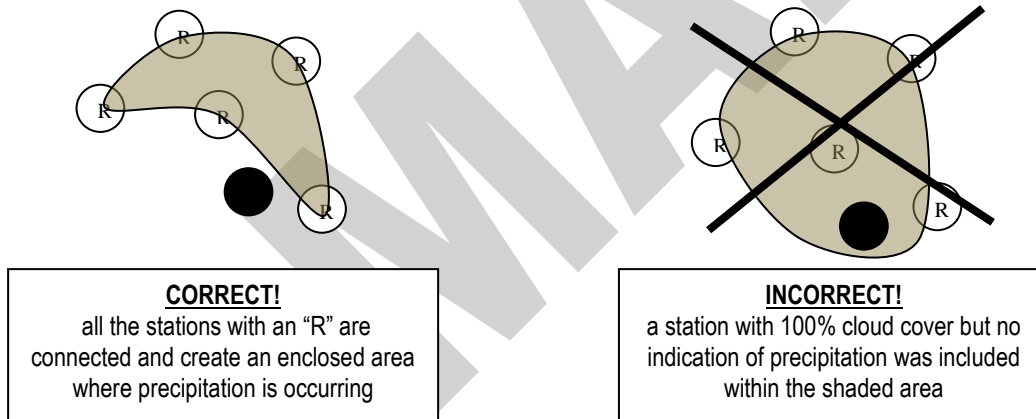 R
R
R
R
R
R
R
R
R
R
CORRECT!
all the stations with an “R” are
connected and create an enclosed area
where precipitation is occurring
INCORRECT!
a station with 100% cloud cover but no
indication of precipitation was included
within the shaded area